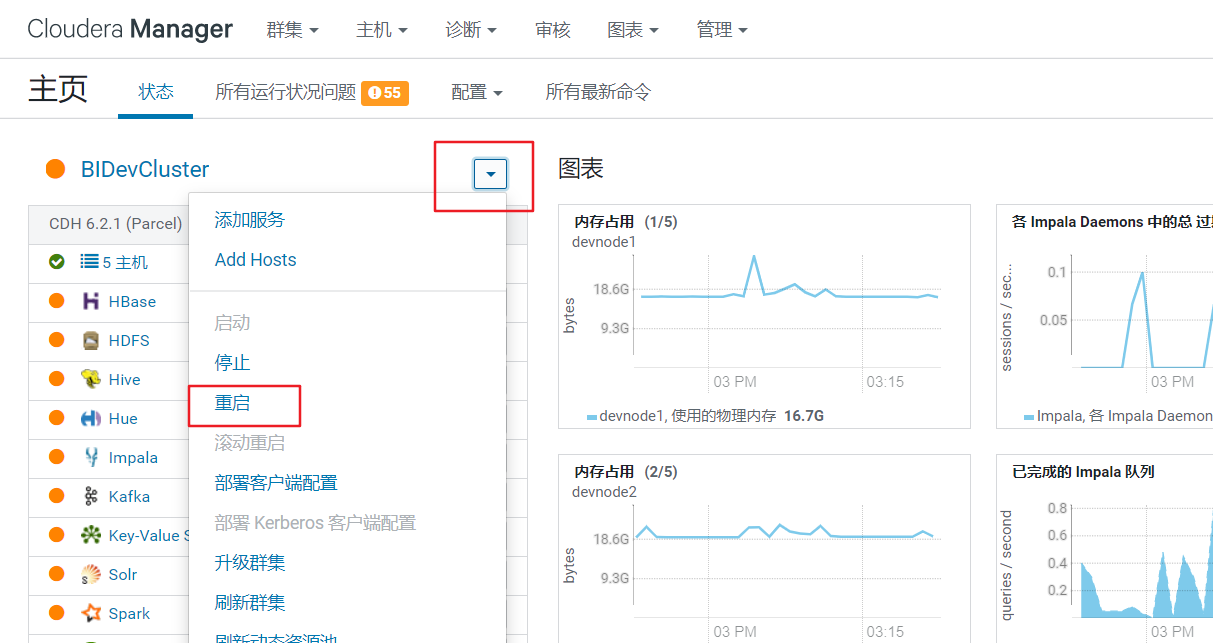 Cloudera Manager 群集 主机 诊断 审核 图表 管理
主页 状态 所有运行状况问题 55 配置 所有最新命令
BIDevCluster
CDH 6.2.1 (Parcel)
5 主机
HBase
HDFS
Hive
Hue
Impala
Kafka
Key-Value S
Solr
Spark
添加服务
Add Hosts
启动
停止
重启
滚动重启
部署客户端配置
部署 Kerberos 客户端配置
升级群集
刷新群集
刷新动态资源池
图表
内存占用 (1/5)
devnode1
bytes
18.6G
9.3G
03 PM 03:15
devnode1, 使用的物理内存 16.7G
各 Impala Daemons 中的总 过期
sessions / sec...
0.1
0.05
03 PM
Impala, 各 Impala Daemon
内存占用 (2/5)
devnode2
bytes
18.6G
9.3G
03 PM 03:15
已完成的 Impala 队列
queries / second
0.8
0.6
0.4
0.2
03 PM